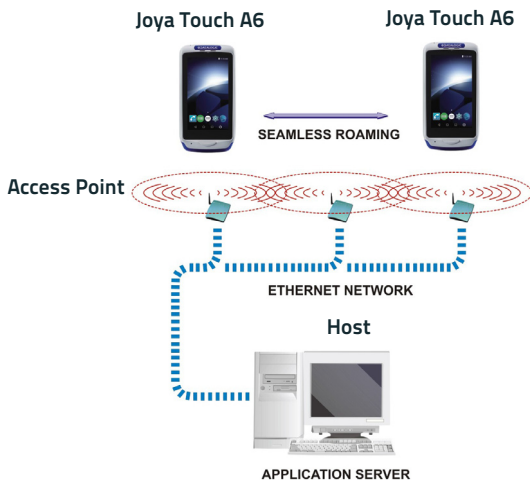 Joya Touch A6
Joya Touch A6
SEAMLESS ROAMING
Access Point
ETHERNET NETWORK
Host
APPLICATION SERVER